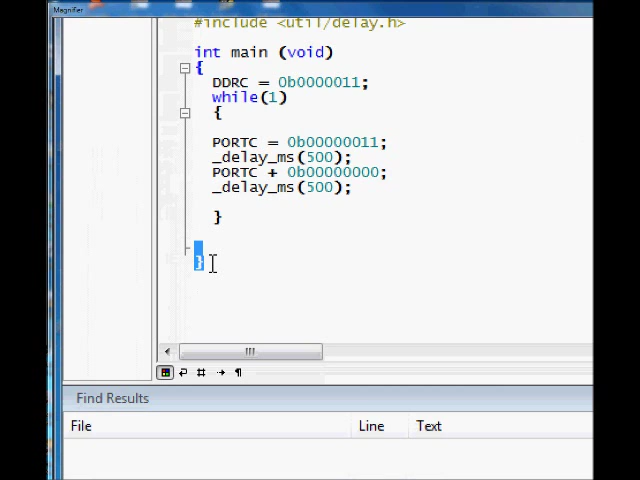 Magnifier
#include <util/delay.h>
int main (void)
{
DDRC = 0b0000011;
while(1)
{
PORTC = 0b00000011;
_delay_ms(500);
PORTC + 0b00000000;
_delay_ms(500);
}
}
Find Results
File Line Text